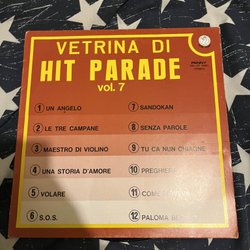 VETRINA DI
HIT PARADE
vol. 7
1 UN ANGELO
2 LE TRE CAMPANE
3 MAESTRO DI VIOLINO
4 UNA STORIA D'AMORE
5 VOLARE
6 S.O.S.
7 SANDOKAN
8 SENZA PAROLE
9 TU CA NUN CHIAGNE
10 PREGHIERA
11 COME
12 PALOMA